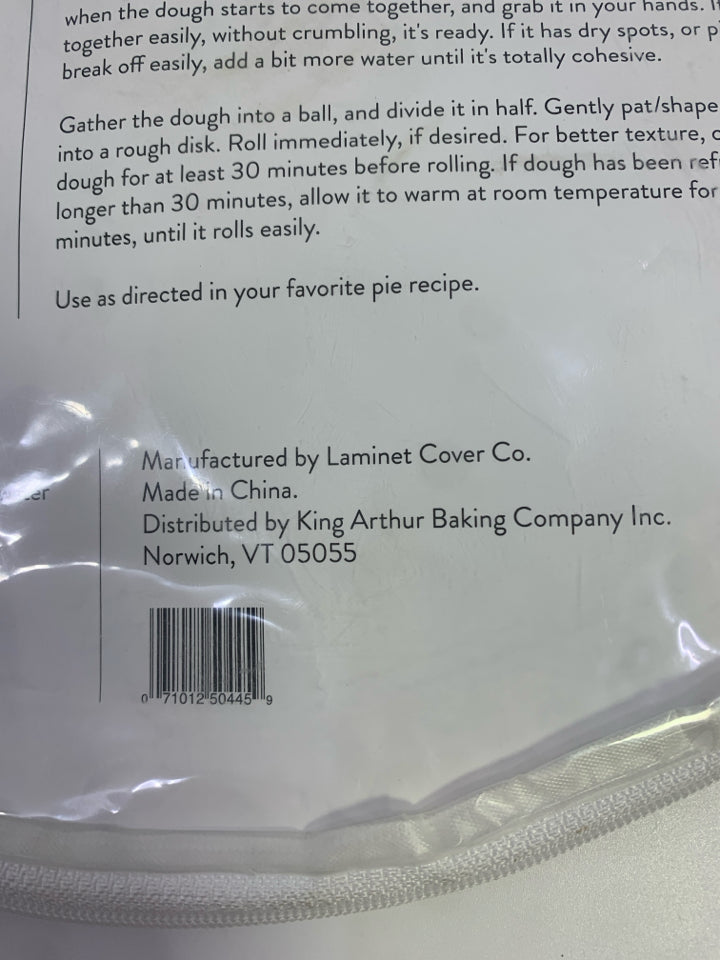 when the dough starts to come together, and grab it in your hands. If
together easily, without crumbling, it's ready. If it has dry spots, or p
break off easily, add a bit more water until it's totally cohesive.
Gather the dough into a ball, and divide it in half. Gently pat/shape
into a rough disk. Roll immediately, if desired. For better texture, c
dough for at least 30 minutes before rolling. If dough has been ref
longer than 30 minutes, allow it to warm at room temperature for
minutes, until it rolls easily.
Use as directed in your favorite pie recipe.
Manufactured by Laminet Cover Co.
Made in China.
Distributed by King Arthur Baking Company Inc.
Norwich, VT 05055
0 71012 50445 9